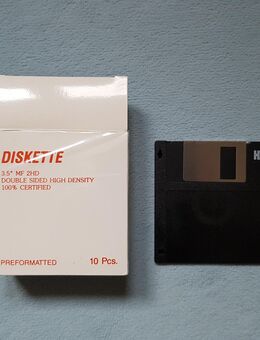 DISKETTE
3.5" MF 2HD
DOUBLE SIDED HIGH DENSITY
100% CERTIFIED
PREFORMATTED 10 Pcs.
H